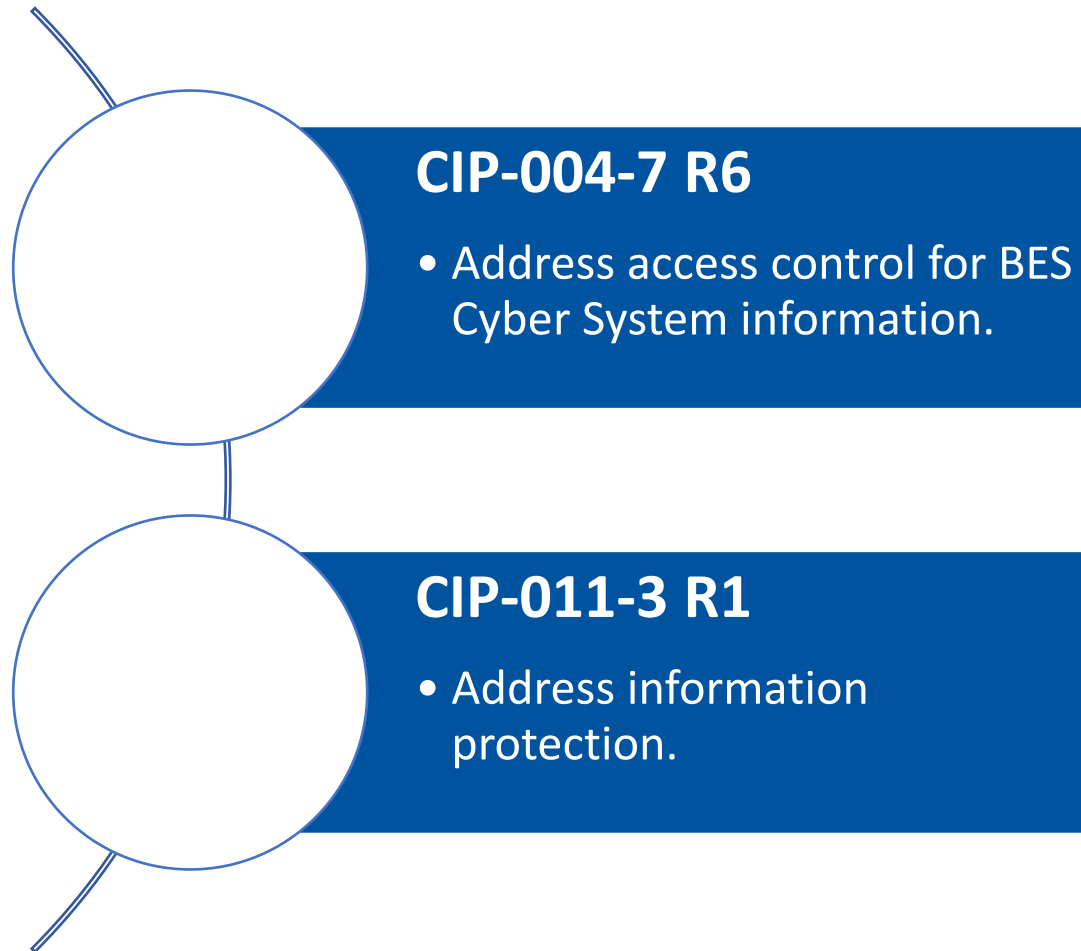 CIP-004-7 R6
• Address access control for BES
Cyber System information.
CIP-011-3 R1
• Address information
protection.